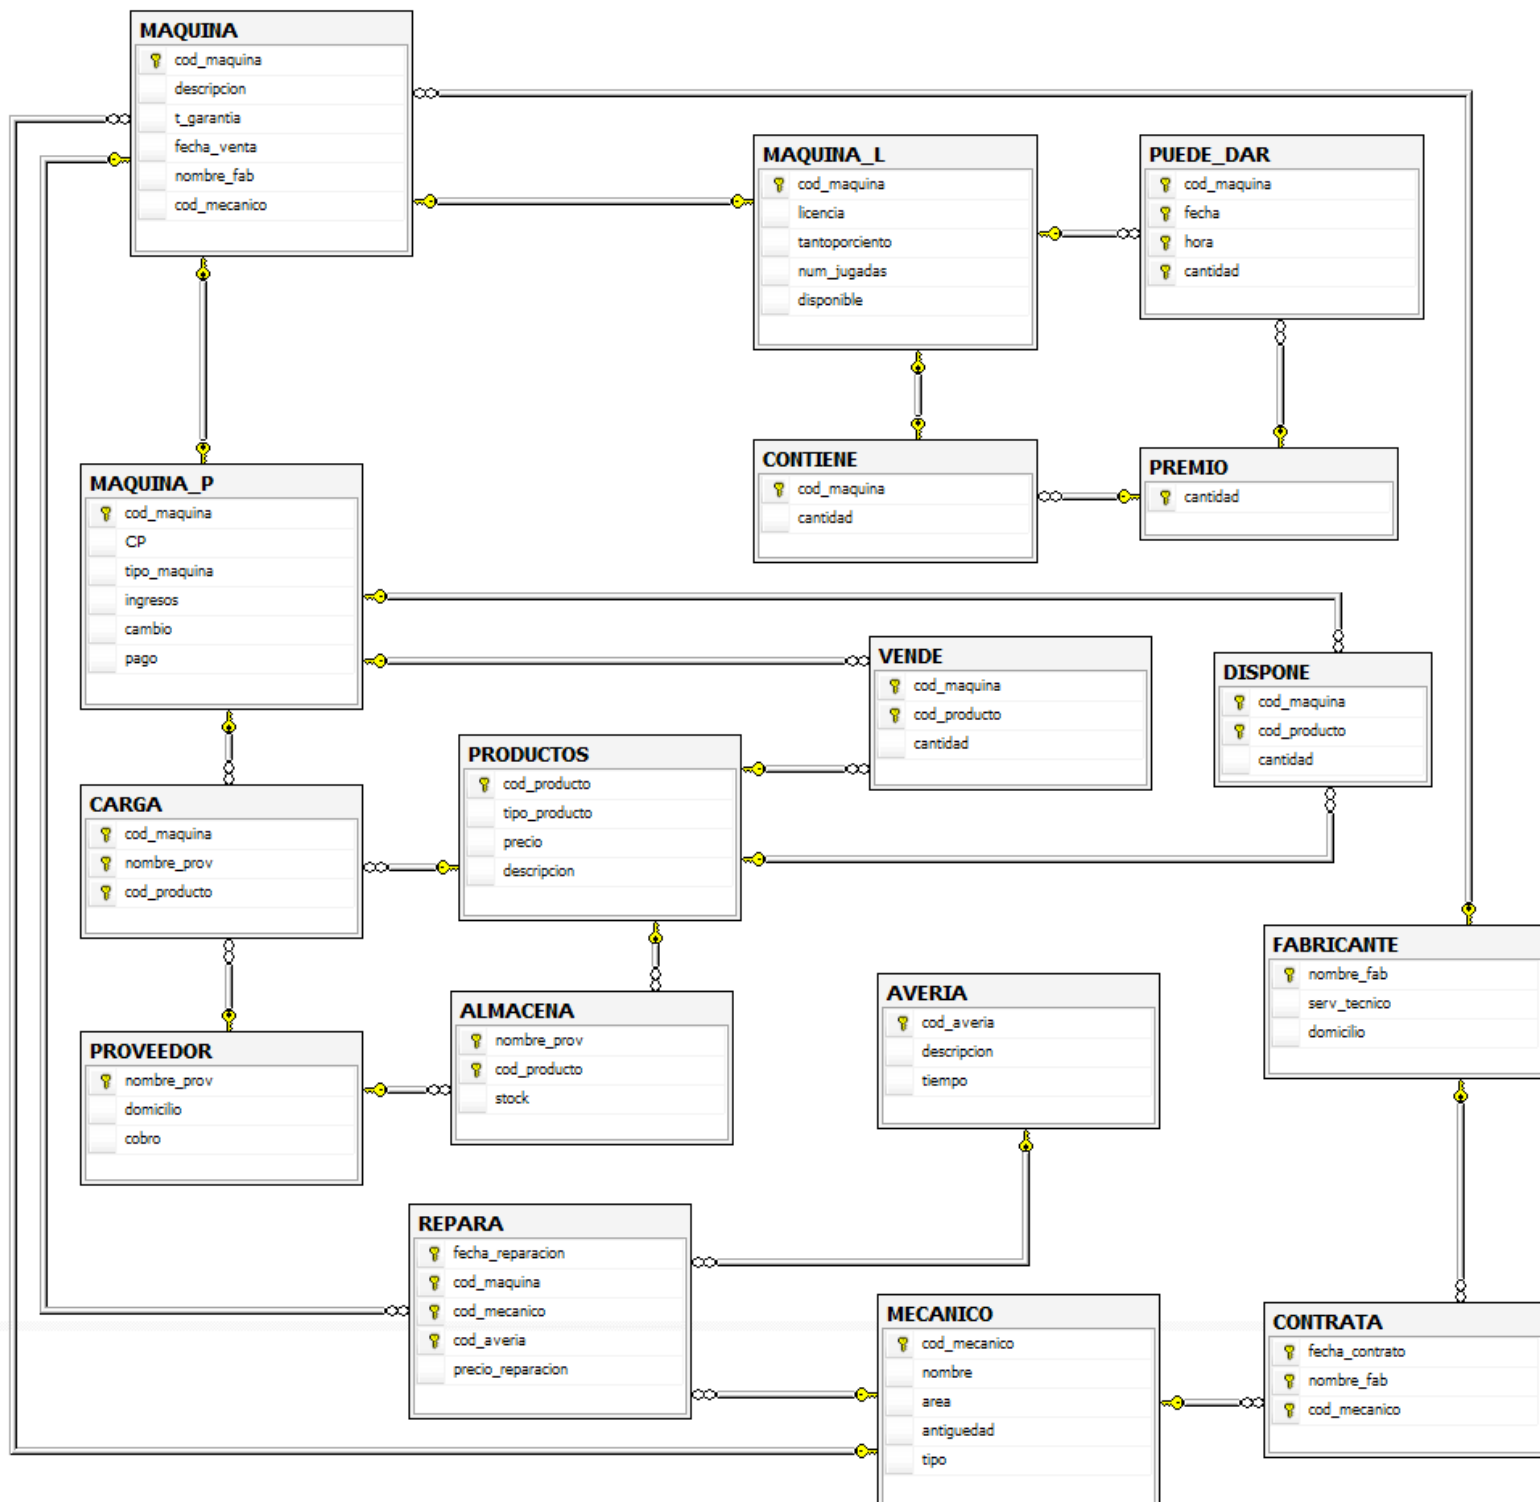 MAQUINA
cod_maquina
descripcion
t_garantia
fecha_venta
nombre_fab
cod_mecanico
MAQUINA_L
cod_maquina
licencia
tantoporciento
num_jugadas
disponible
PUEDE_DAR
cod_maquina
fecha
hora
cantidad
CONTIENE
cod_maquina
cantidad
PREMIO
cantidad
MAQUINA_P
cod_maquina
CP
tipo_maquina
ingresos
cambio
pago
VENDE
cod_maquina
cod_producto
cantidad
DISPONE
cod_maquina
cod_producto
cantidad
PRODUCTOS
cod_producto
tipo_producto
precio
descripcion
CARGA
cod_maquina
nombre_prov
cod_producto
FABRICANTE
nombre_fab
serv_tecnico
domicilio
AVERIA
cod_averia
descripcion
tiempo
ALMACENA
nombre_prov
cod_producto
stock
PROVEEDOR
nombre_prov
domicilio
cobro
REPARA
fecha_reparacion
cod_maquina
cod_mecanico
cod_averia
precio_reparacion
MECANICO
cod_mecanico
nombre
area
antiguedad
tipo
CONTRATA
fecha_contrato
nombre_fab
cod_mecanico